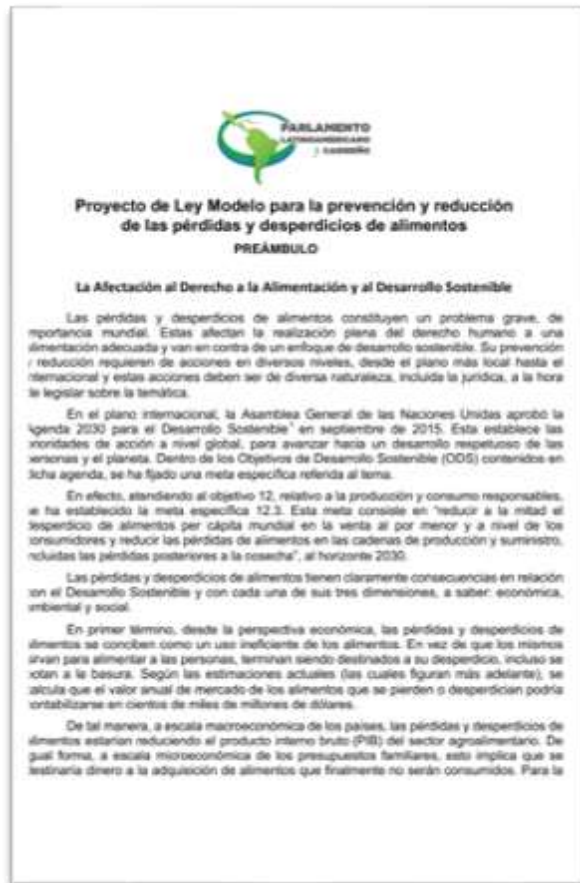 PARLAMENTO
LATINOAMERICANO
Y CARIBEÑO
Proyecto de Ley Modelo para la prevención y reducción
de las pérdidas y desperdicios de alimentos
PREÁMBULO
La Afectación al Derecho a la Alimentación y al Desarrollo Sostenible
Las pérdidas y desperdicios de alimentos constituyen un problema grave, de
mportancia mundial. Estas afectan la realización plena del derecho humano a una
alimentación adecuada y van en contra de un enfoque de desarrollo sostenible. Su prevención
y reducción requieren de acciones en diversos niveles, desde el plano más local hasta el
nternacional y estas acciones deben ser de diversa naturaleza, incluida la jurídica, a la hora
de legislar sobre la temática.
En el plano internacional, la Asamblea General de las Naciones Unidas aprobó la
Agenda 2030 para el Desarrollo Sostenible¹ en septiembre de 2015. Esta establece las
prioridades de acción a nivel global, para avanzar hacia un desarrollo respetuoso de las
personas y el planeta. Dentro de los Objetivos de Desarrollo Sostenible (ODS) contenidos en
dicha agenda, se ha fijado una meta específica referida al tema.
En efecto, atendiendo al objetivo 12, relativo a la producción y consumo responsables,
se ha establecido la meta específica 12.3. Esta meta consiste en "reducir a la mitad el
desperdicio de alimentos per cápita mundial en la venta al por menor y a nivel de los
consumidores y reducir las pérdidas de alimentos en las cadenas de producción y suministro,
incluidas las pérdidas posteriores a la cosecha", al horizonte 2030.
Las pérdidas y desperdicios de alimentos tienen claramente consecuencias en relación
con el Desarrollo Sostenible y con cada una de sus tres dimensiones, a saber: económica,
ambiental y social.
En primer término, desde la perspectiva económica, las pérdidas y desperdicios de
alimentos se conciben como un uso ineficiente de los alimentos. En vez de que los mismos
sirvan para alimentar a las personas, terminan siendo destinados a su desperdicio, incluso se
botan a la basura. Según las estimaciones actuales (las cuales figuran más adelante), se
calcula que el valor anual de mercado de los alimentos que se pierden o desperdician podría
contabilizarse en cientos de miles de millones de dólares.
De tal manera, a escala macroeconómica de los países, las pérdidas y desperdicios de
alimentos estarían reduciendo el producto interno bruto (PIB) del sector agroalimentario. De
igual forma, a escala microeconómica de los presupuestos familiares, esto implica que se
destinaría dinero a la adquisición de alimentos que finalmente no serán consumidos. Para la